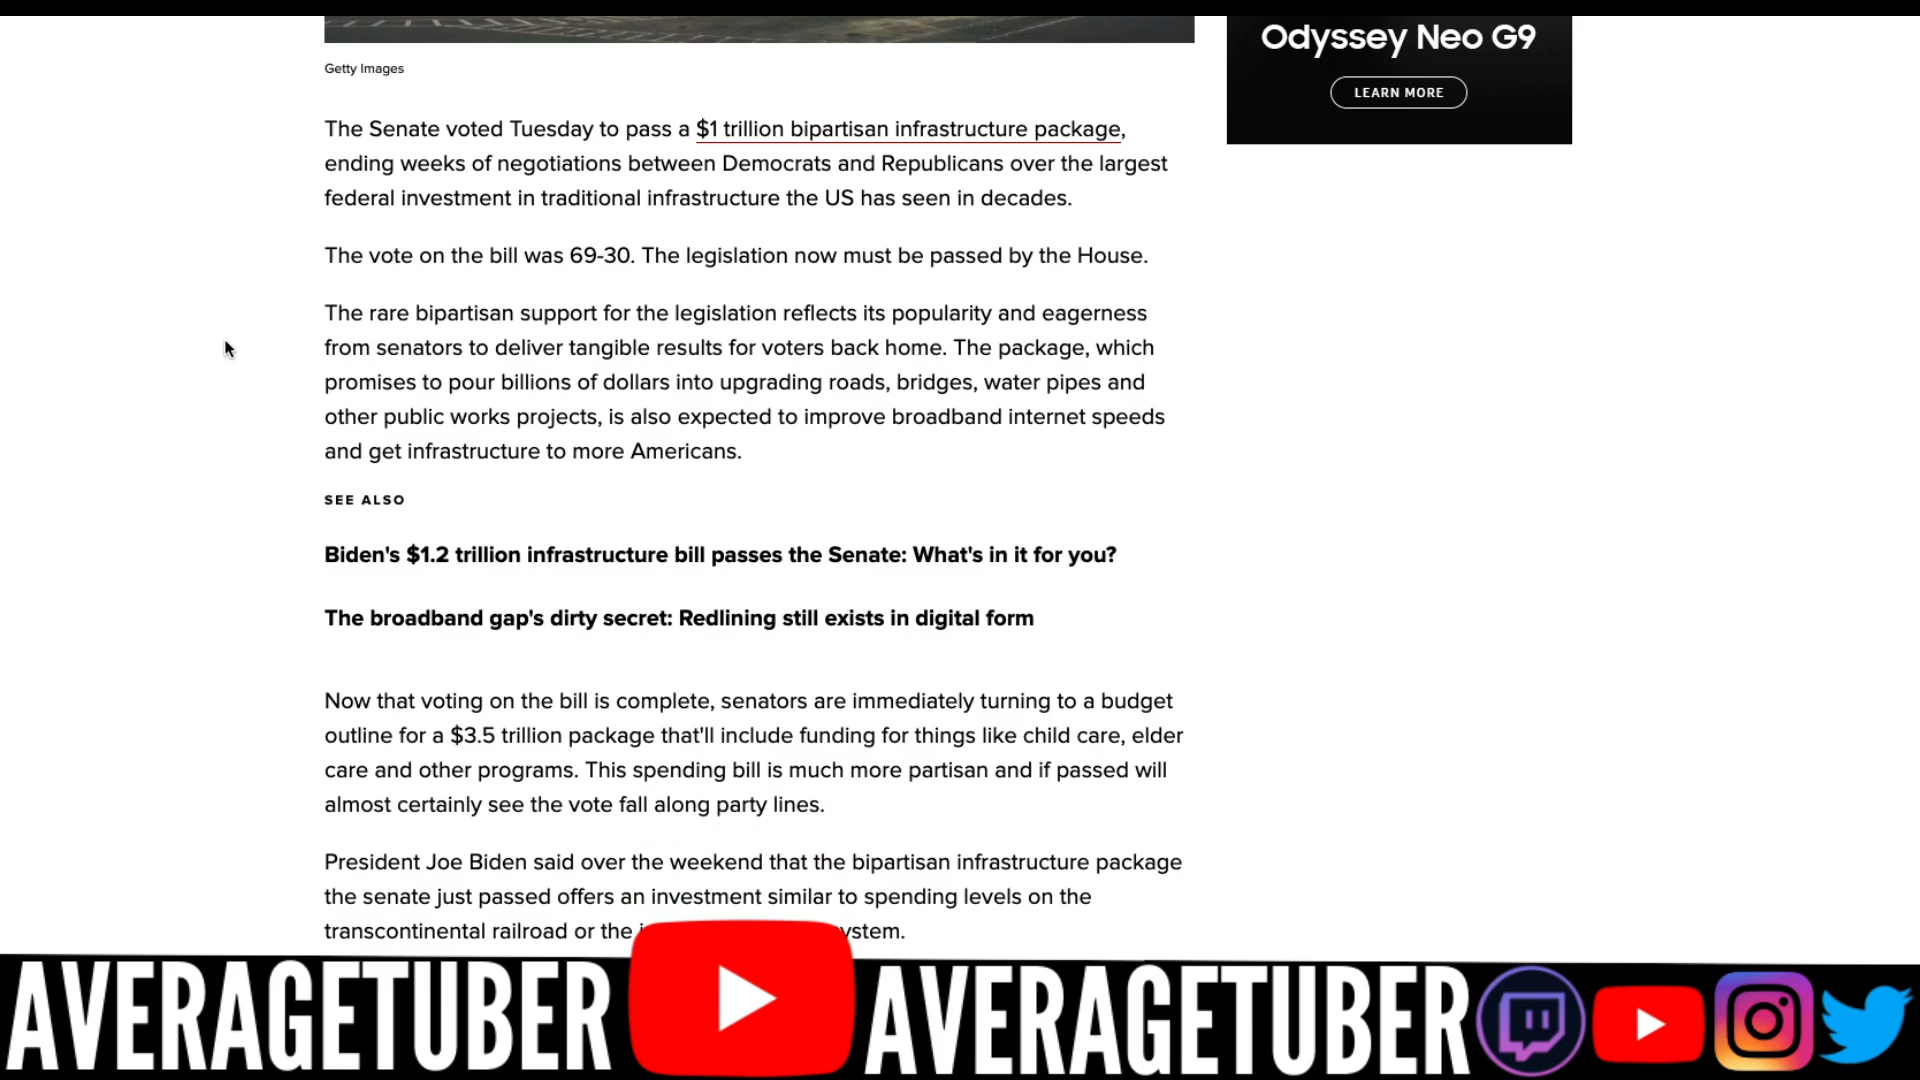 Odyssey Neo G9
LEARN MORE
Getty Images
The Senate voted Tuesday to pass a $1 trillion bipartisan infrastructure package,
ending weeks of negotiations between Democrats and Republicans over the largest
federal investment in traditional infrastructure the US has seen in decades.
The vote on the bill was 69-30. The legislation now must be passed by the House.
The rare bipartisan support for the legislation reflects its popularity and eagerness
from senators to deliver tangible results for voters back home. The package, which
promises to pour billions of dollars into upgrading roads, bridges, water pipes and
other public works projects, is also expected to improve broadband internet speeds
and get infrastructure to more Americans.
SEE ALSO
Biden's $1.2 trillion infrastructure bill passes the Senate: What's in it for you?
The broadband gap's dirty secret: Redlining still exists in digital form
Now that voting on the bill is complete, senators are immediately turning to a budget
outline for a $3.5 trillion package that'll include funding for things like child care, elder
care and other programs. This spending bill is much more partisan and if passed will
almost certainly see the vote fall along party lines.
President Joe Biden said over the weekend that the bipartisan infrastructure package
the senate just passed offers an investment similar to spending levels on the
transcontinental railroad or the
AVERAGETUBER AVERAGETUBER